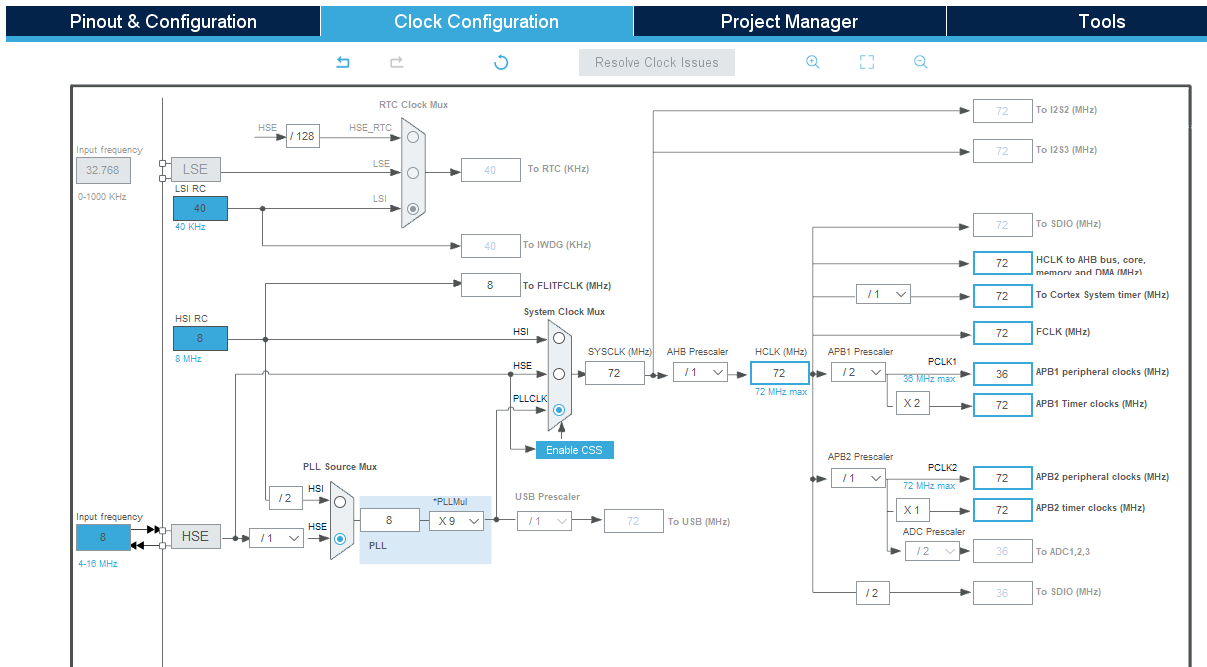 Pinout & Configuration
Clock Configuration
Project Manager
Tools
Resolve Clock Issues
RTC Clock Mux
HSE
/ 128
HSE_RTC
Input frequency
32.768
0-1000 KHz
LSE
LSE
40
To RTC (KHz)
LSI RC
40
40 KHz
LSI
40
To IWDG (KHz)
8
To FLITFCLK (MHz)
HSI RC
8
8 MHz
System Clock Mux
HSI
HSE
PLLCLK
Enable CSS
SYSCLK (MHz)
72
AHB Prescaler
/ 1
HCLK (MHz)
72
72 MHz max
72
To I2S2 (MHz)
72
To I2S3 (MHz)
72
To SDIO (MHz)
72
HCLK to AHB bus, core,
memory and DMA (MHz)
/ 1
72
To Cortex System timer (MHz)
72
FCLK (MHz)
APB1 Prescaler
/ 2
PCLK1
36 MHz max
36
APB1 peripheral clocks (MHz)
X 2
72
APB1 Timer clocks (MHz)
APB2 Prescaler
/ 1
PCLK2
72 MHz max
72
APB2 peripheral clocks (MHz)
X 1
72
APB2 timer clocks (MHz)
ADC Prescaler
/ 2
36
To ADC1,2,3
/ 2
36
To SDIO (MHz)
PLL Source Mux
/ 2
HSI
Input frequency
8
4-16 MHz
HSE
/ 1
HSE
8
*PLLMul
X 9
PLL
USB Prescaler
/ 1
72
To USB (MHz)